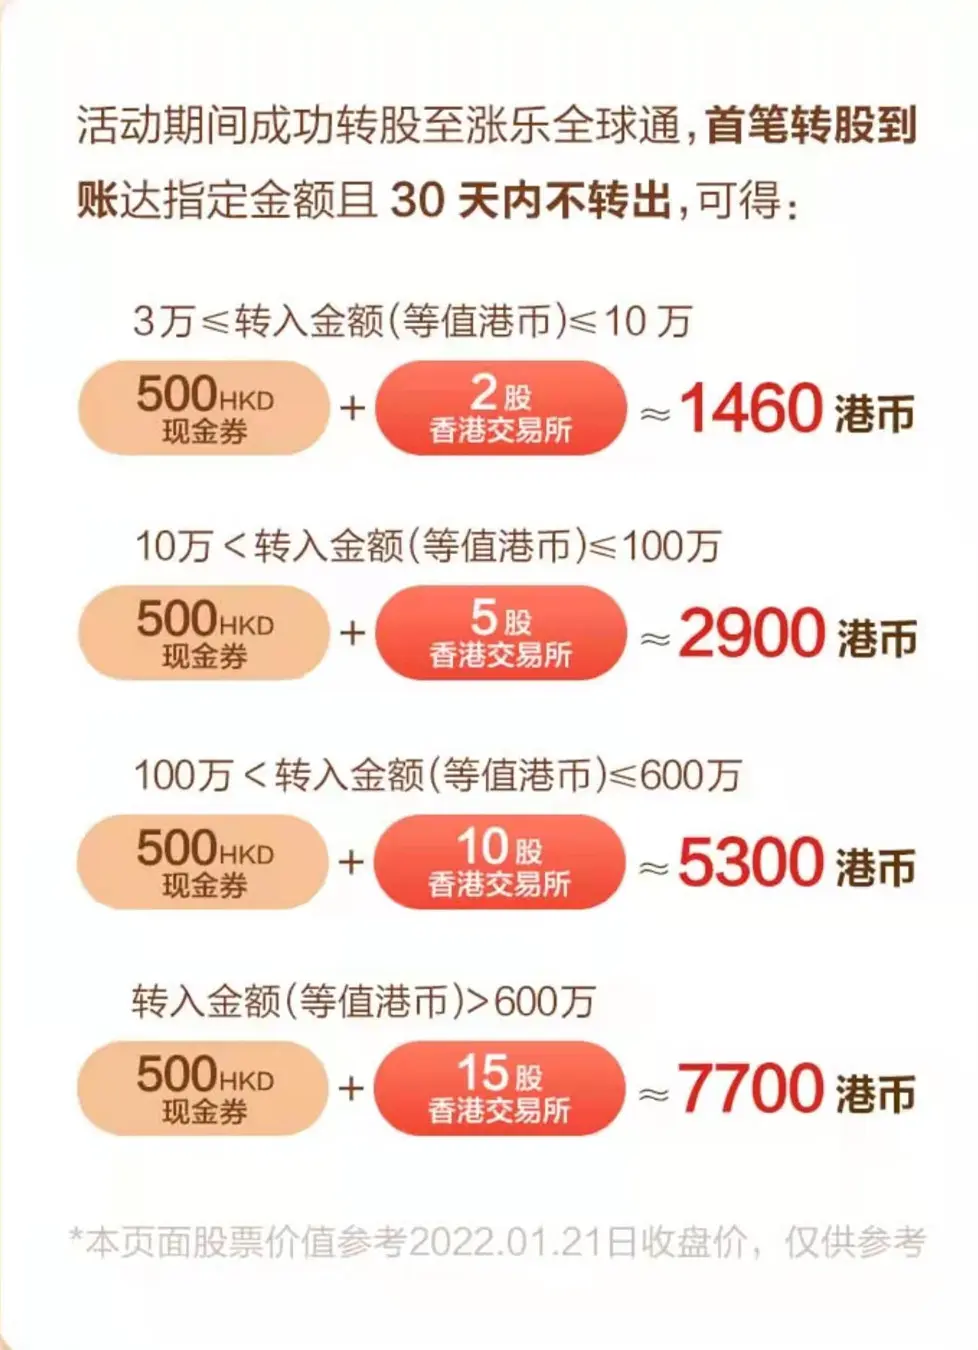 活动期间成功转股至涨乐全球通,首笔转股到
账达指定金额且 30 天内不转出,可得:
3万≤转入金额(等值港币)≤10 万
500HKD
现金券
+
2股
香港交易所
≈1460 港币
10万<转入金额(等值港币)≤100万
500HKD
现金券
+
5股
香港交易所
≈2900 港币
100万<转入金额(等值港币)≤600万
500HKD
现金券
+
10股
香港交易所
≈5300 港币
转入金额(等值港币)>600万
500HKD
现金券
+
15股
香港交易所
≈7700 港币
*本页面股票价值参考2022.01.21日收盘价，仅供参考